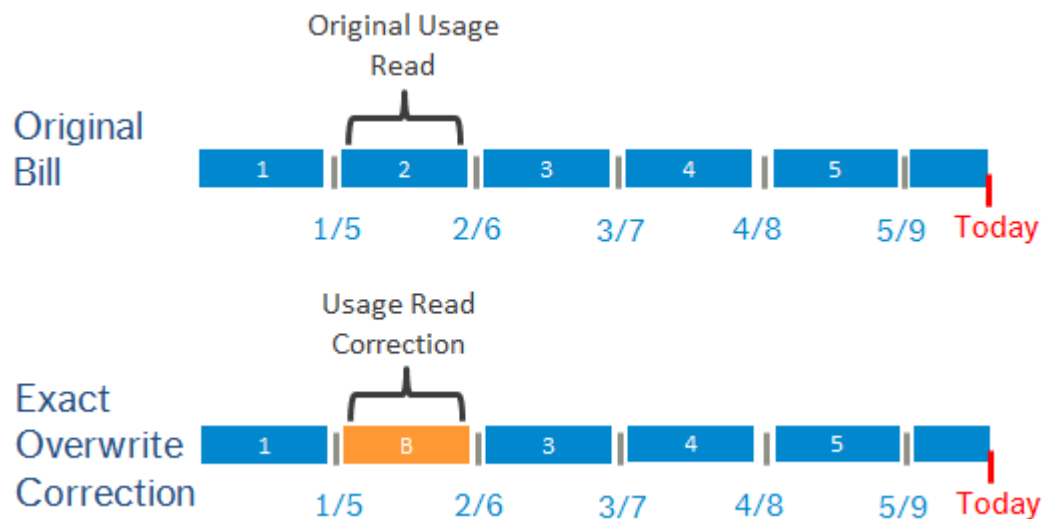 Original Usage
Read
Original
Bill
1 2 3 4 5
1/5 2/6 3/7 4/8 5/9 Today
Usage Read
Correction
Exact
Overwrite
Correction
1 B 3 4 5
1/5 2/6 3/7 4/8 5/9 Today